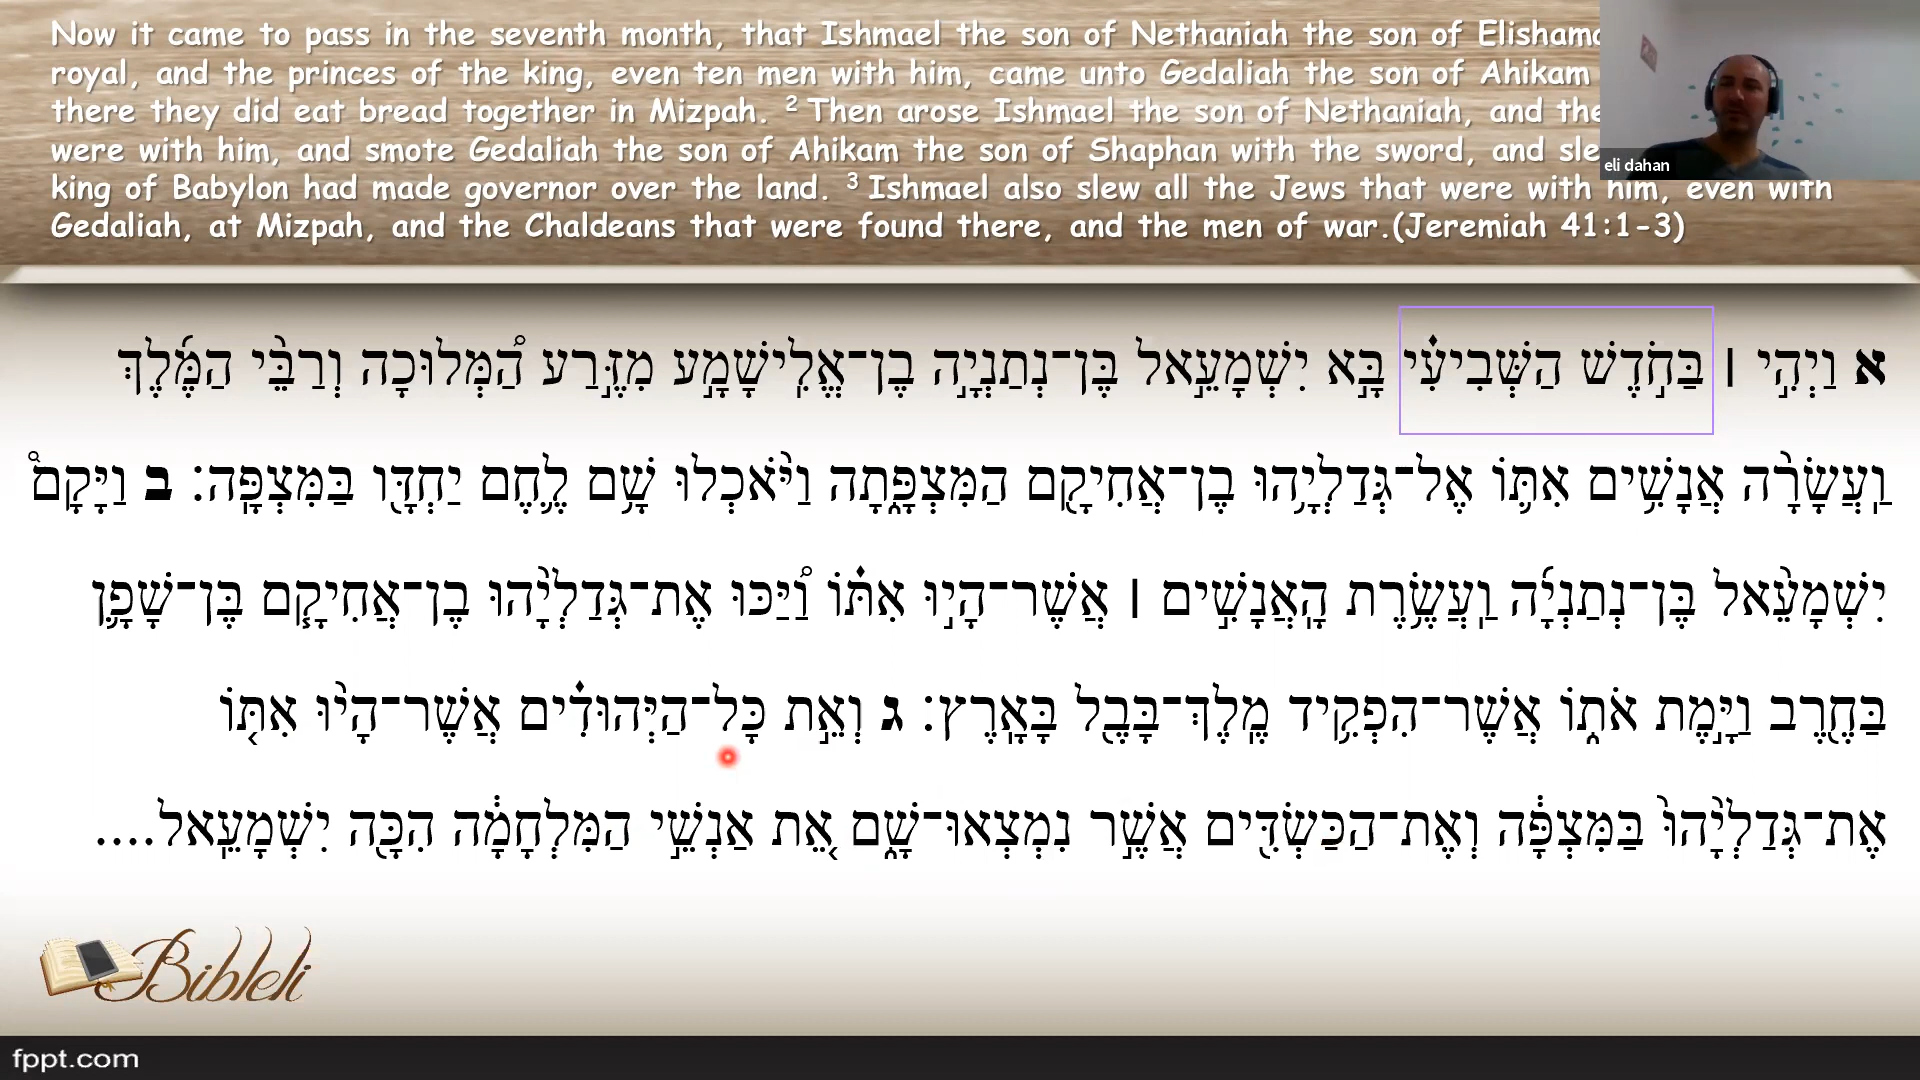 Now it came to pass in the seventh month, that Ishmael the son of Nethaniah the son of Elishama
royal, and the princes of the king, even ten men with him, came unto Gedaliah the son of Ahikam
there they did eat bread together in Mizpah. ² Then arose Ishmael the son of Nethaniah, and the
were with him, and smote Gedaliah the son of Ahikam the son of Shaphan with the sword, and sle
eli dahan
king of Babylon had made governor over the land. ³ Ishmael also slew all the Jews that were with him, even with
Gedaliah, at Mizpah, and the Chaldeans that were found there, and the men of war.(Jeremiah 41:1-3)
א וַיְהִ֣י ׀ בַּחֹ֣דֶשׁ הַשְּׁבִיעִ֗י בָּ֣א יִשְׁמָעֵ֣אל בֶּן־נְתַנְיָ֣ה בֶן־אֱלִישָׁמָ֣ע מִזֶּ֣רַע הַ֠מְּלוּכָה וְרַבֵּ֨י הַמֶּ֜לֶךְ
וַעֲשָׂרָ֨ה אֲנָשִׁ֥ים אִתּ֛וֹ אֶל־גְּדַלְיָ֥הוּ בֶן־אֲחִיקָ֖ם הַמִּצְפָּ֑תָה וַיֹּ֨אכְלוּ שָׁ֥ם לֶ֛חֶם יַחְדָּ֖ו בַּמִּצְפָּֽה׃ ב וַיָּקָם֩
יִשְׁמָעֵ֨אל בֶּן־נְתַנְיָ֜ה וַעֲשֶׂ֥רֶת הָאֲנָשִׁ֣ים ׀ אֲשֶׁר־הָי֣וּ אִתּ֗וֹ וַ֠יַּכּוּ אֶת־גְּדַלְיָ֨הוּ בֶן־אֲחִיקָ֧ם בֶּן־שָׁפָ֛ן
בַּחֶ֖רֶב וַיָּ֣מֶת אֹת֑וֹ אֲשֶׁר־הִפְקִ֥יד מֶֽלֶךְ־בָּבֶ֖ל בָּאָֽרֶץ׃ ג וְאֵ֣ת כָּל־הַיְּהוּדִ֗ים אֲשֶׁר־הָי֨וּ אִתּ֤וֹ
אֶת־גְּדַלְיָ֙הוּ֙ בַּמִּצְפָּ֔ה וְאֶת־הַכַּשְׂדִּ֖ים אֲשֶׁ֣ר נִמְצְאוּ־שָׁ֑ם אֵ֚ת אַנְשֵׁ֣י הַמִּלְחָמָ֔ה הִכָּ֖ה יִשְׁמָעֵֽאל....
Bibleli
fppt.com